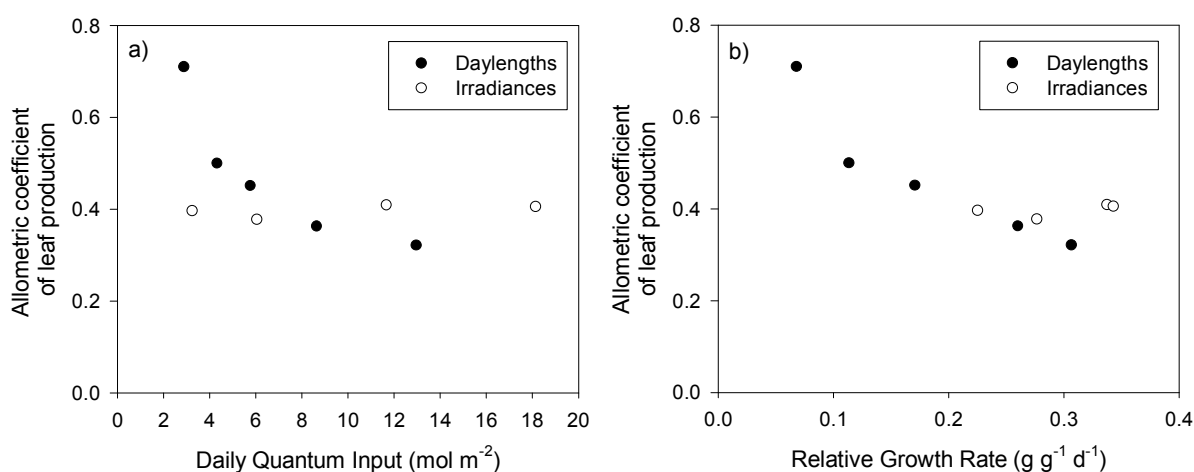 a)
Daylengths
Irradiances
Allometric coefficient
of leaf production
0.8
0.6
0.4
0.2
0.0
0 2 4 6 8 10 12 14 16 18 20
Daily Quantum Input (mol m⁻²)
b)
Daylengths
Irradiances
Allometric coefficient
of leaf production
0.8
0.6
0.4
0.2
0.0
0.0 0.1 0.2 0.3 0.4
Relative Growth Rate (g g⁻¹ d⁻¹)